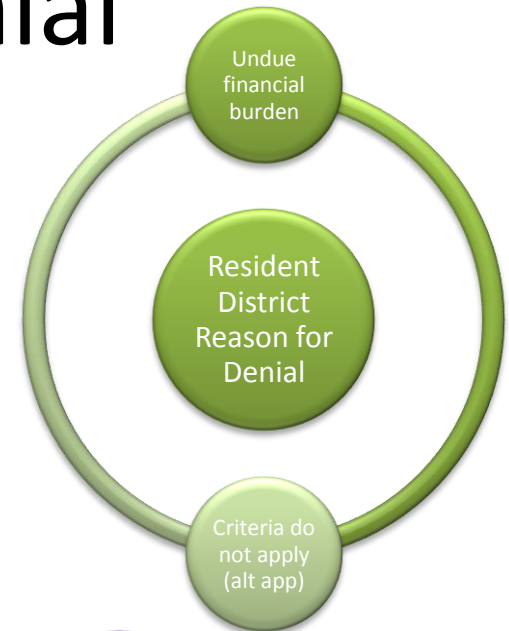 nial
Undue
financial
burden
Resident
District
Reason for
Denial
Criteria do
not apply
(alt app)